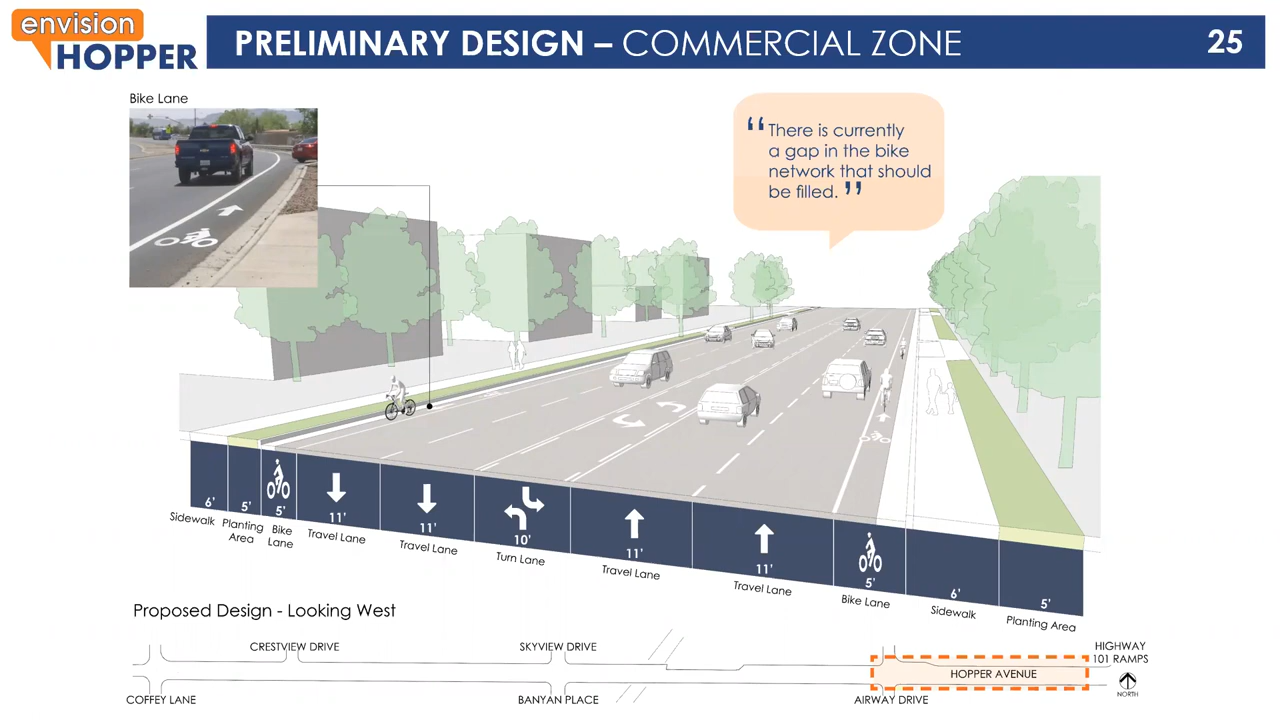 envision
HOPPER
PRELIMINARY DESIGN – COMMERCIAL ZONE
25
Bike Lane
“There is currently
a gap in the bike
network that should
be filled.”
6'
Sidewalk
5'
Planting
Area
5'
Bike
Lane
11'
Travel Lane
11'
Travel Lane
10'
Turn Lane
11'
Travel Lane
11'
Travel Lane
5'
Bike Lane
6'
Sidewalk
5'
Planting Area
Proposed Design - Looking West
CRESTVIEW DRIVE
SKYVIEW DRIVE
HIGHWAY
101 RAMPS
HOPPER AVENUE
COFFEY LANE
BANYAN PLACE
AIRWAY DRIVE
NORTH